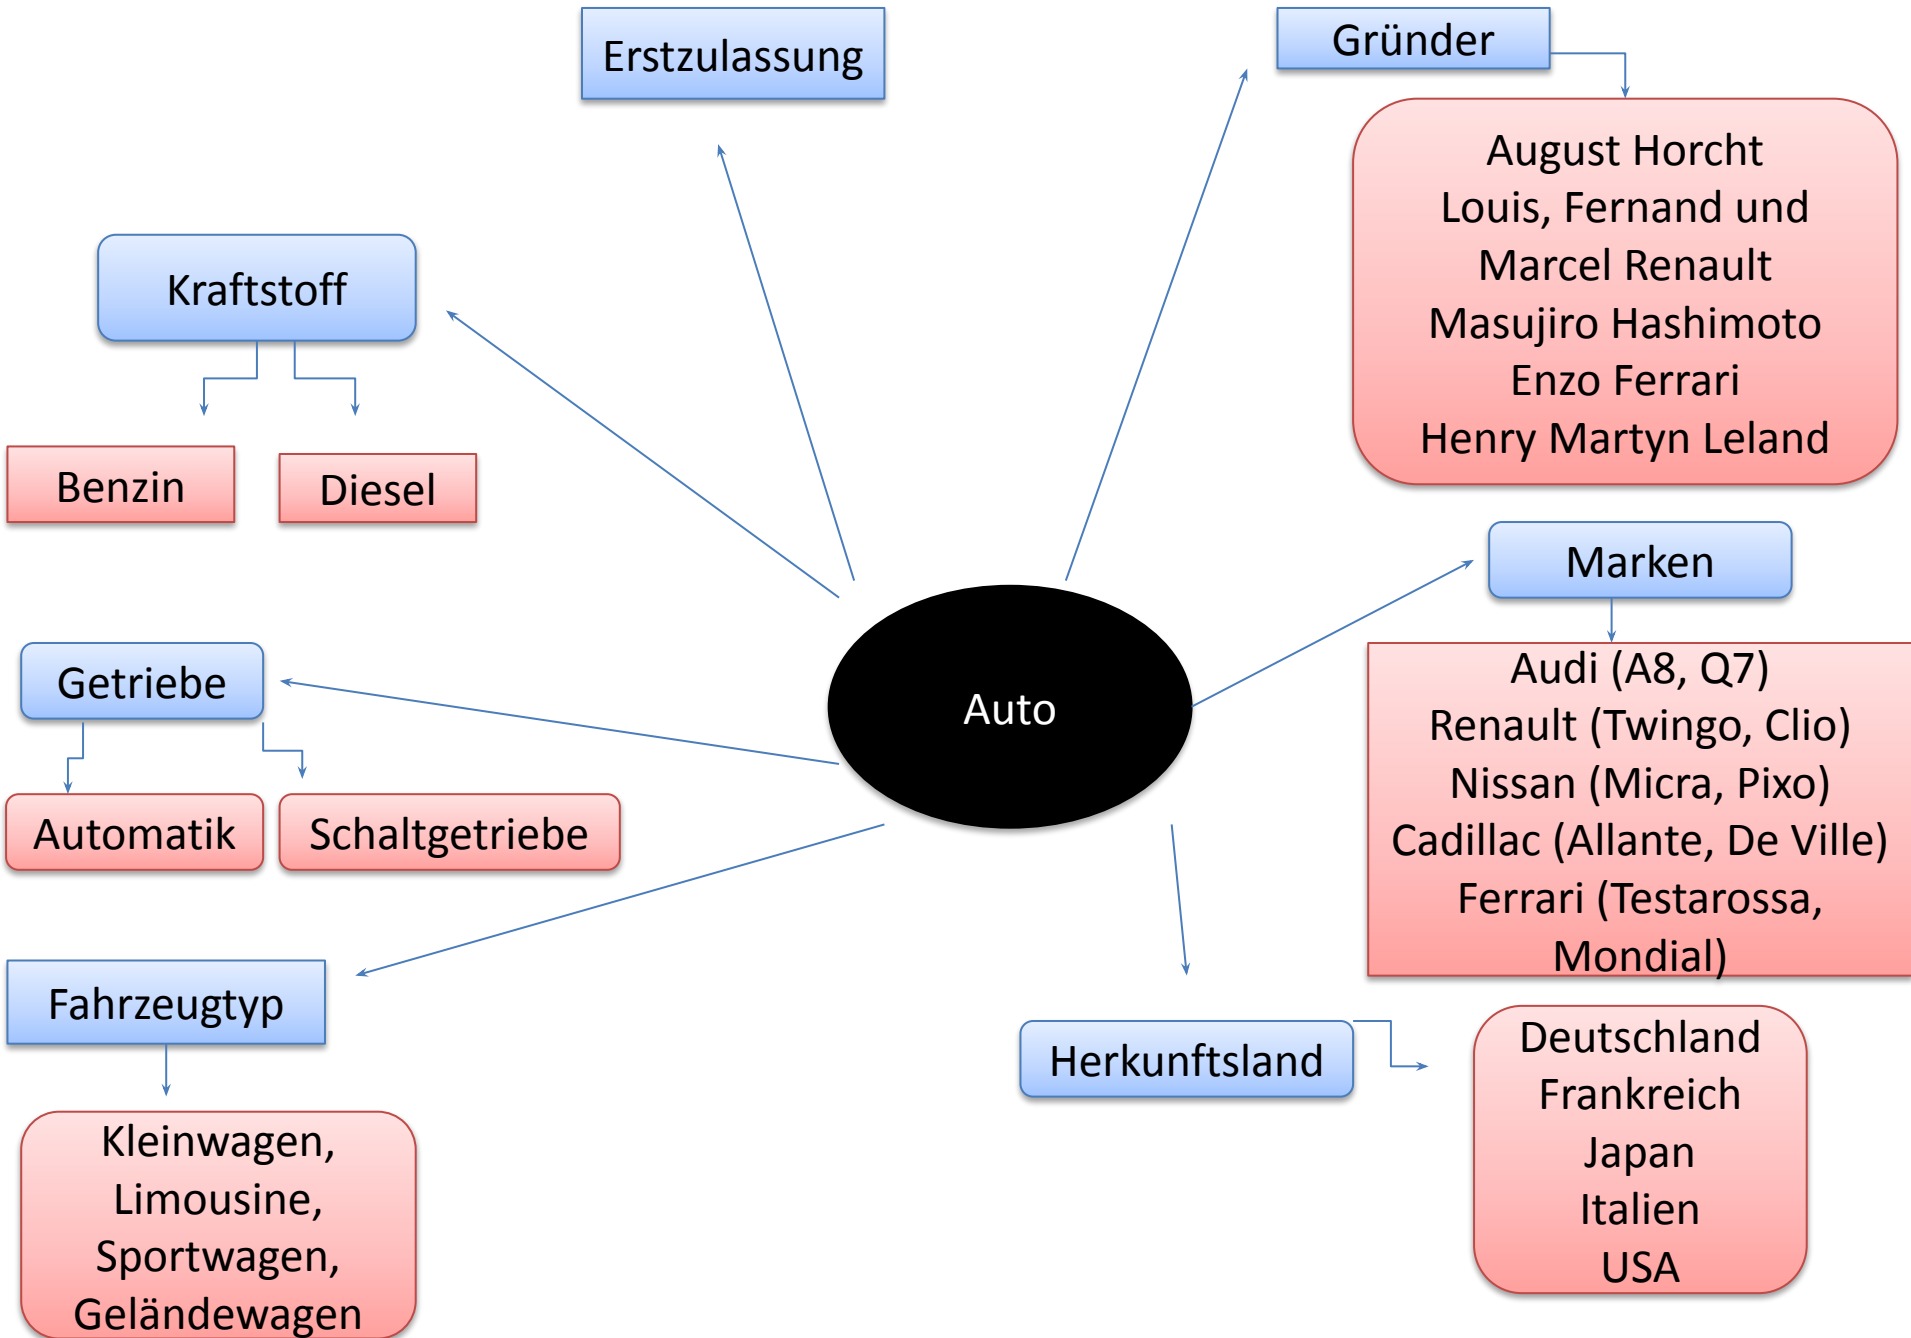 Erstzulassung
Gründer
August Horcht
Louis, Fernand und
Marcel Renault
Masujiro Hashimoto
Enzo Ferrari
Henry Martyn Leland
Kraftstoff
Benzin
Diesel
Marken
Audi (A8, Q7)
Renault (Twingo, Clio)
Nissan (Micra, Pixo)
Cadillac (Allante, De Ville)
Ferrari (Testarossa,
Mondial)
Getriebe
Automatik
Schaltgetriebe
Auto
Fahrzeugtyp
Kleinwagen,
Limousine,
Sportwagen,
Geländewagen
Herkunftsland
Deutschland
Frankreich
Japan
Italien
USA